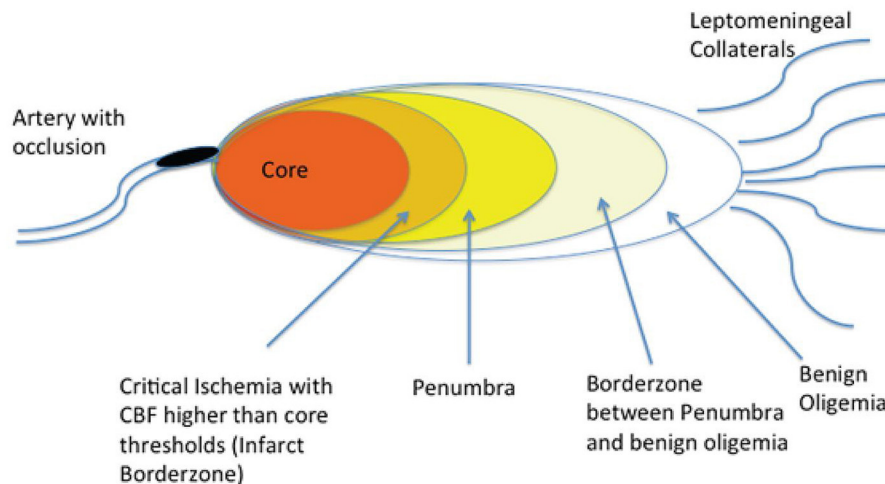 Leptomeningeal
Collaterals
Artery with
occlusion
Core
Critical Ischemia with
CBF higher than core
thresholds (Infarct
Borderzone)
Penumbra
Borderzone
between Penumbra
and benign oligemia
Benign
Oligemia